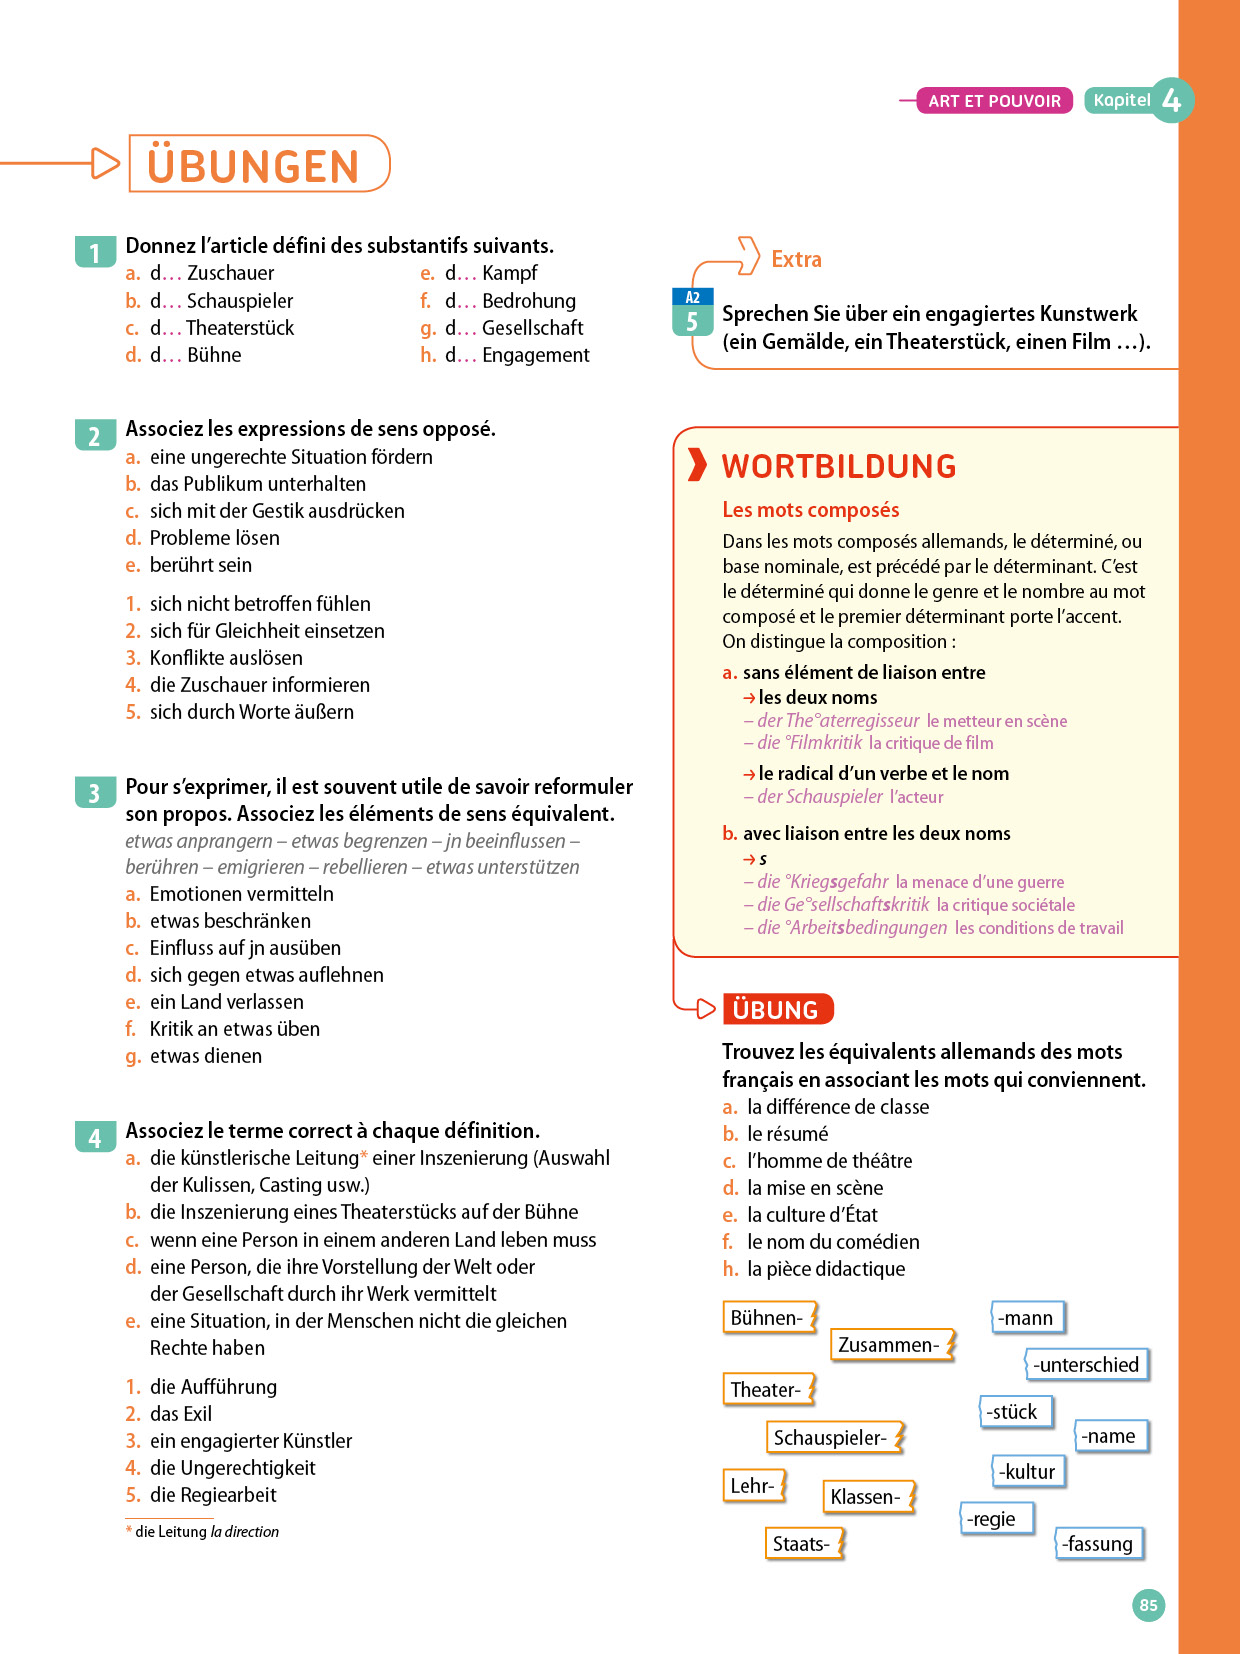 ART ET POUVOIR Kapitel 4
ÜBUNGEN
1 Donnez l’article défini des substantifs suivants.
a. d… Zuschauer
b. d… Schauspieler
c. d… Theaterstück
d. d… Bühne
e. d… Kampf
f. d… Bedrohung
g. d… Gesellschaft
h. d… Engagement
2 Associez les expressions de sens opposé.
a. eine ungerechte Situation fördern
b. das Publikum unterhalten
c. sich mit der Gestik ausdrücken
d. Probleme lösen
e. berührt sein
1. sich nicht betroffen fühlen
2. sich für Gleichheit einsetzen
3. Konflikte auslösen
4. die Zuschauer informieren
5. sich durch Worte äußern
3 Pour s’exprimer, il est souvent utile de savoir reformuler
son propos. Associez les éléments de sens équivalent.
etwas anprangern – etwas begrenzen – jn beeinflussen –
berühren – emigrieren – rebellieren – etwas unterstützen
a. Emotionen vermitteln
b. etwas beschränken
c. Einfluss auf jn ausüben
d. sich gegen etwas auflehnen
e. ein Land verlassen
f. Kritik an etwas üben
g. etwas dienen
4 Associez le terme correct à chaque définition.
a. die künstlerische Leitung* einer Inszenierung (Auswahl
der Kulissen, Casting usw.)
b. die Inszenierung eines Theaterstücks auf der Bühne
c. wenn eine Person in einem anderen Land leben muss
d. eine Person, die ihre Vorstellung der Welt oder
der Gesellschaft durch ihr Werk vermittelt
e. eine Situation, in der Menschen nicht die gleichen
Rechte haben
1. die Aufführung
2. das Exil
3. ein engagierter Künstler
4. die Ungerechtigkeit
5. die Regiearbeit
* die Leitung la direction
Extra
A2
5 Sprechen Sie über ein engagiertes Kunstwerk
(ein Gemälde, ein Theaterstück, einen Film …).
WORTBILDUNG
Les mots composés
Dans les mots composés allemands, le déterminé, ou
base nominale, est précédé par le déterminant. C’est
le déterminé qui donne le genre et le nombre au mot
composé et le premier déterminant porte l’accent.
On distingue la composition :
a. sans élément de liaison entre
→ les deux noms
– der The°aterregisseur le metteur en scène
– die °Filmkritik la critique de film
→ le radical d’un verbe et le nom
– der Schauspieler l’acteur
b. avec liaison entre les deux noms
→ s
– die °Kriegsgefahr la menace d’une guerre
– die Ge°sellschaftskritik la critique sociétale
– die °Arbeitsbedingungen les conditions de travail
ÜBUNG
Trouvez les équivalents allemands des mots
français en associant les mots qui conviennent.
a. la différence de classe
b. le résumé
c. l’homme de théâtre
d. la mise en scène
e. la culture d’État
f. le nom du comédien
h. la pièce didactique
Bühnen-
Zusammen-
Theater-
Schauspieler-
Lehr-
Klassen-
Staats-
-mann
-unterschied
-stück
-name
-kultur
-regie
-fassung
85